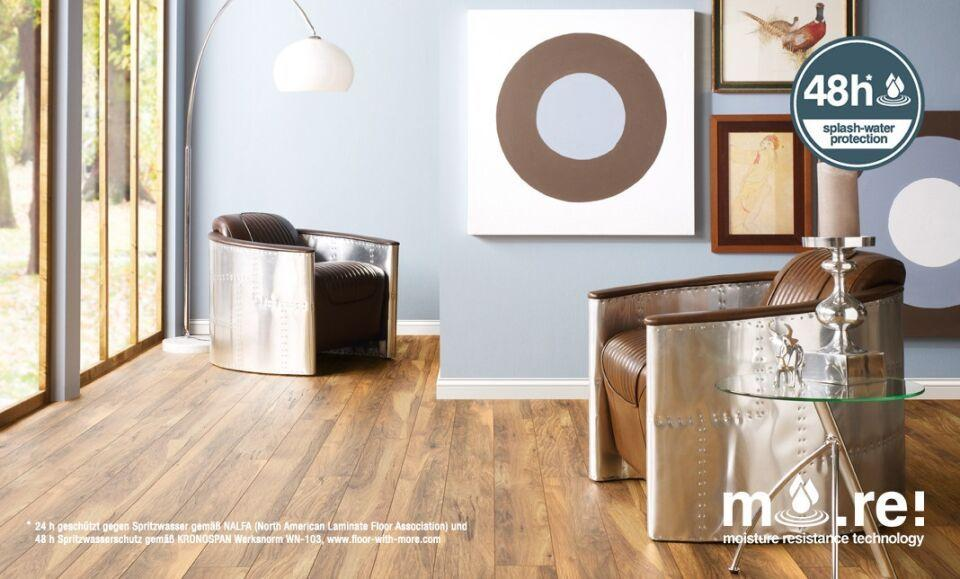 48h*
splash-water
protection
mo.re!
moisture resistance technology
* 24 h geschützt gegen Spritzwasser gemäß NALFA (North American Laminate Floor Association) und
48 h Spritzwasserschutz gemäß KRONOSPAN Werksnorm WN-103, www.floor-with-more.com